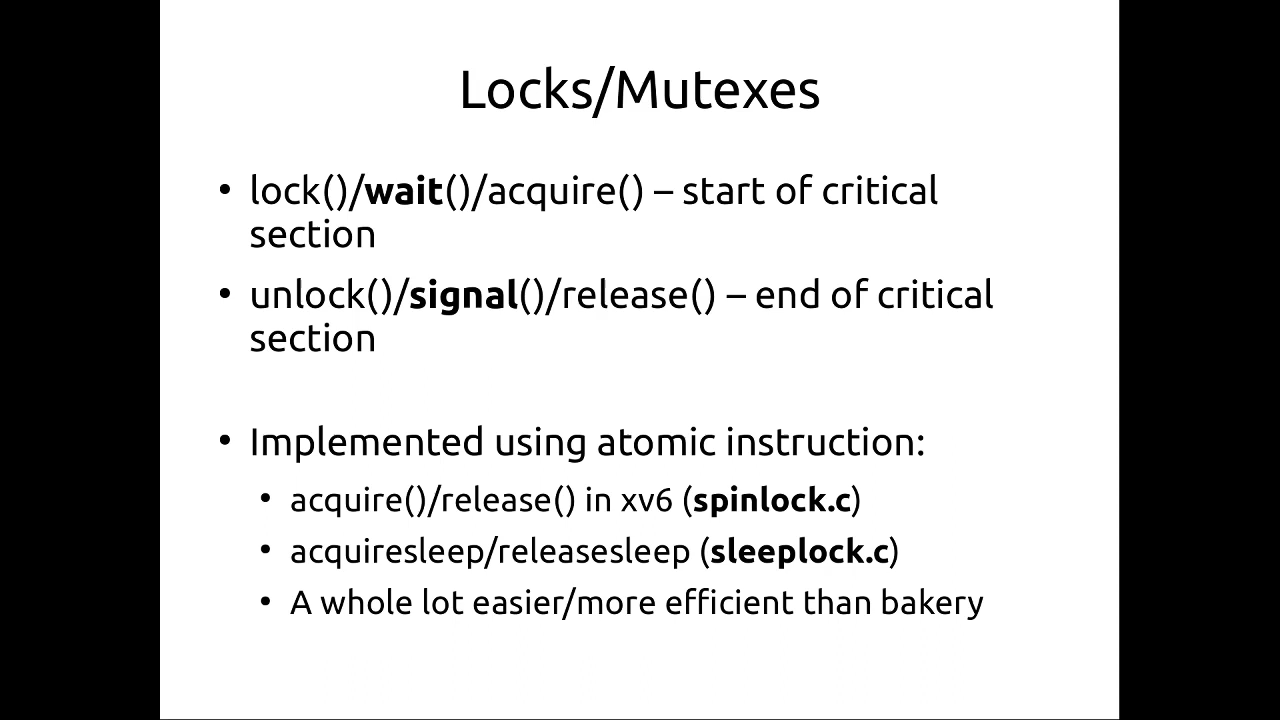 Locks/Mutexes
• lock()/wait()/acquire() – start of critical
section
• unlock()/signal()/release() – end of critical
section
• Implemented using atomic instruction:
• acquire()/release() in xv6 (spinlock.c)
• acquiresleep/releasesleep (sleeplock.c)
• A whole lot easier/more efficient than bakery